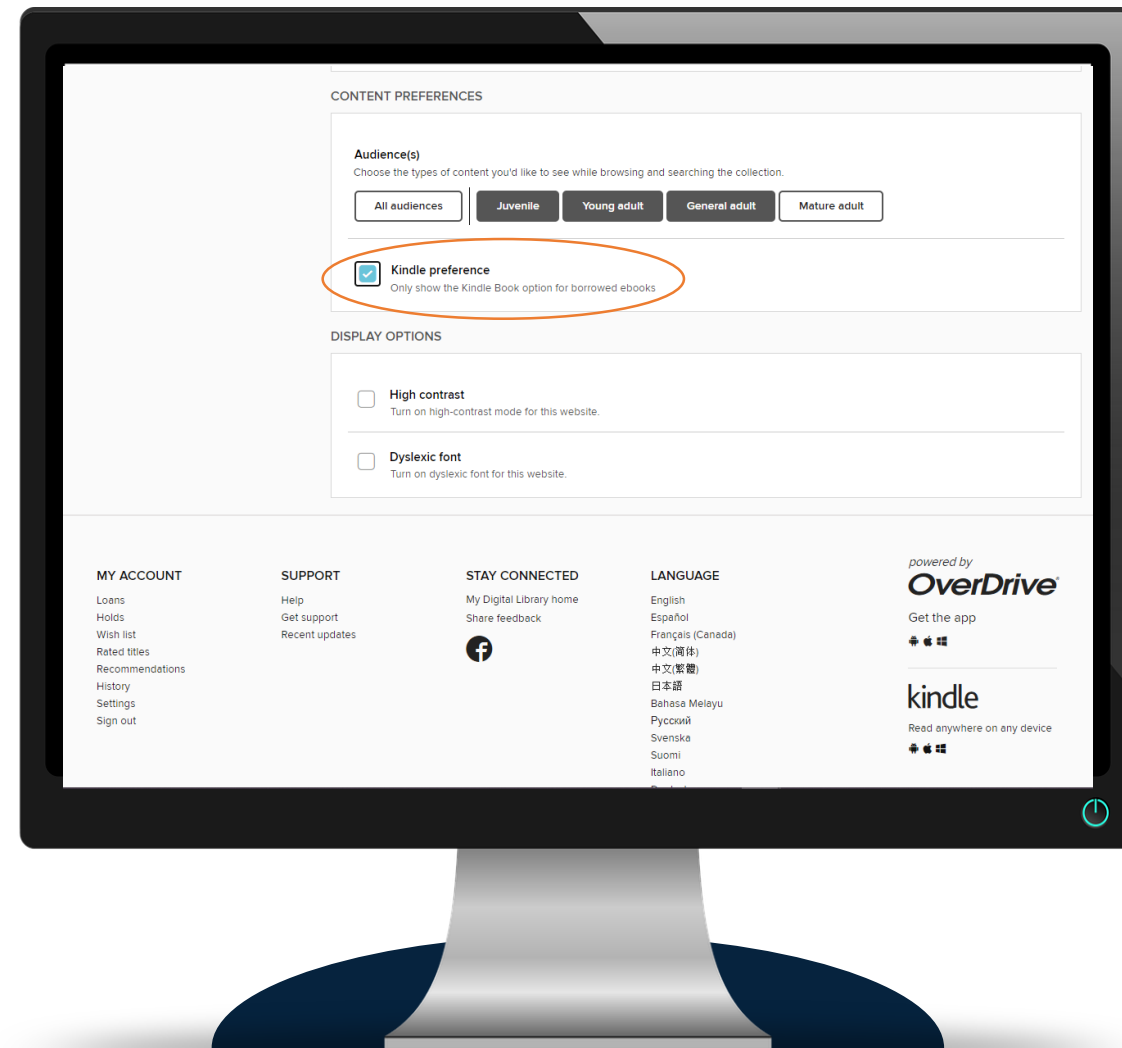 CONTENT PREFERENCES
Audience(s)
Choose the types of content you'd like to see while browsing and searching the collection.
All audiences Juvenile Young adult General adult Mature adult
Kindle preference
Only show the Kindle Book option for borrowed ebooks
DISPLAY OPTIONS
High contrast
Turn on high-contrast mode for this website.
Dyslexic font
Turn on dyslexic font for this website.
MY ACCOUNT
Loans
Holds
Wish list
Rated titles
Recommendations
History
Settings
Sign out
SUPPORT
Help
Get support
Recent updates
STAY CONNECTED
My Digital Library home
Share feedback
LANGUAGE
English
Español
Français (Canada)
中文(简体)
中文(繁體)
日本語
Bahasa Melayu
Русский
Svenska
Suomi
Italiano
powered by
OverDrive
Get the app
kindle
Read anywhere on any device